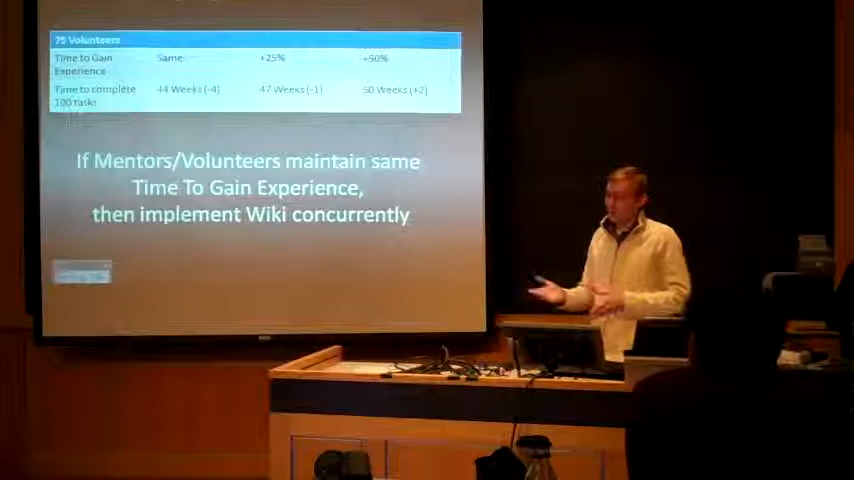 75 Volunteers
Time to Gain Experience Same +25% +50%
Time to complete 100 tasks 44 Weeks (-4) 47 Weeks (-1) 50 Weeks (+2)
If Mentors/Volunteers maintain same
Time To Gain Experience,
then implement Wiki concurrently